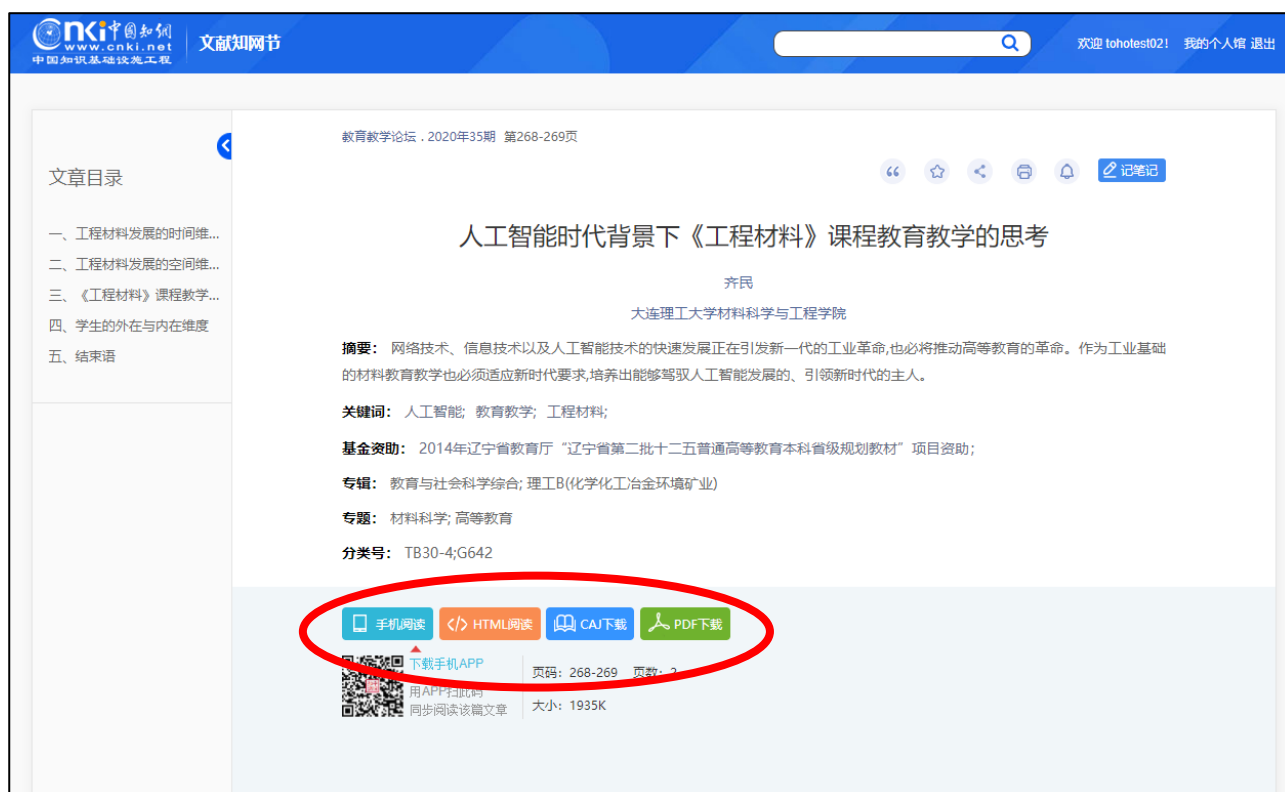 cnki中国知网
www.cnki.net
中国知识基础设施工程
文献知网节
欢迎 tohotest02! 我的个人馆 退出
文章目录
一、工程材料发展的时间维...
二、工程材料发展的空间维...
三、《工程材料》课程教学...
四、学生的外在与内在维度
五、结束语
教育教学论坛 . 2020年35期 第268-269页
记笔记
人工智能时代背景下《工程材料》课程教育教学的思考
齐民
大连理工大学材料科学与工程学院
摘要： 网络技术、信息技术以及人工智能技术的快速发展正在引发新一代的工业革命,也必将推动高等教育的革命。作为工业基础
的材料教育教学也必须适应新时代要求,培养出能够驾驭人工智能发展的、引领新时代的主人。
关键词： 人工智能; 教育教学; 工程材料;
基金资助： 2014年辽宁省教育厅“辽宁省第二批十二五普通高等教育本科省级规划教材”项目资助;
专辑： 教育与社会科学综合; 理工B(化学化工冶金环境矿业)
专题： 材料科学; 高等教育
分类号： TB30-4;G642
手机阅读 </> HTML阅读 CAJ下载 PDF下载
下载手机APP
用APP扫此码
同步阅读该篇文章
页码：268-269 页数：2
大小：1935K